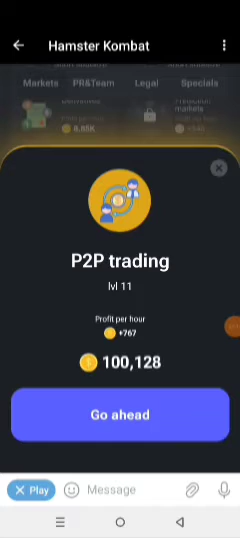 Hamster Kombat
Markets PR&Team Legal Specials
markets
8,85K
P2P trading
lvl 11
Profit per hour
+767
100,128
Go ahead
Play
Message